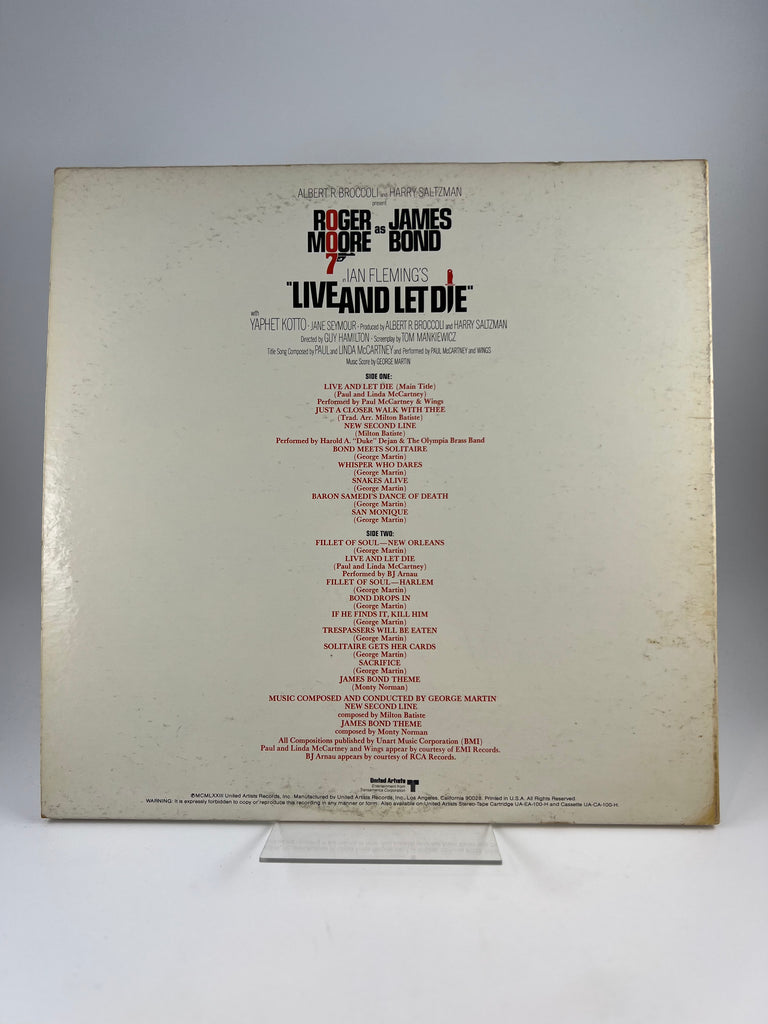 ALBERT R. BROCCOLI and HARRY SALTZMAN
present
ROGER MOORE as JAMES BOND
007
in IAN FLEMING'S
"LIVE AND LET DIE"
with
YAPHET KOTTO · JANE SEYMOUR · Produced by ALBERT R. BROCCOLI and HARRY SALTZMAN
Directed by GUY HAMILTON · Screenplay by TOM MANKIEWICZ
Title Song Composed by PAUL and LINDA McCARTNEY and Performed by PAUL McCARTNEY and WINGS
Music Score by GEORGE MARTIN
SIDE ONE:
LIVE AND LET DIE (Main Title)
(Paul and Linda McCartney)
Performed by Paul McCartney & Wings
JUST A CLOSER WALK WITH THEE
(Trad. Arr. Milton Batiste)
NEW SECOND LINE
(Milton Batiste)
Performed by Harold A. "Duke" Dejan & The Olympia Brass Band
BOND MEETS SOLITAIRE
(George Martin)
WHISPER WHO DARES
(George Martin)
SNAKES ALIVE
(George Martin)
BARON SAMEDI'S DANCE OF DEATH
(George Martin)
SAN MONIQUE
(George Martin)
SIDE TWO:
FILLET OF SOUL—NEW ORLEANS
(George Martin)
LIVE AND LET DIE
(Paul and Linda McCartney)
Performed by BJ Arnau
FILLET OF SOUL—HARLEM
(George Martin)
BOND DROPS IN
(George Martin)
IF HE FINDS IT, KILL HIM
(George Martin)
TRESPASSERS WILL BE EATEN
(George Martin)
SOLITAIRE GETS HER CARDS
(George Martin)
SACRIFICE
(George Martin)
JAMES BOND THEME
(Monty Norman)
MUSIC COMPOSED AND CONDUCTED BY GEORGE MARTIN
NEW SECOND LINE
composed by Milton Batiste
JAMES BOND THEME
composed by Monty Norman
All Compositions published by Unart Music Corporation (BMI)
Paul and Linda McCartney and Wings appear by courtesy of EMI Records.
BJ Arnau appears by courtesy of RCA Records.
United Artists
Entertainment from
Transamerica Corporation
℗MCMLXXIII United Artists Records, Inc. Manufactured by United Artists Records, Inc., Los Angeles, California 90028. Printed in U.S.A. All Rights Reserved.
WARNING: It is expressly forbidden to copy or reproduce this recording in any manner or form. Also available on United Artists Stereo-Tape Cartridge UA-EA-100-H and Cassette UA-CA-100-H.